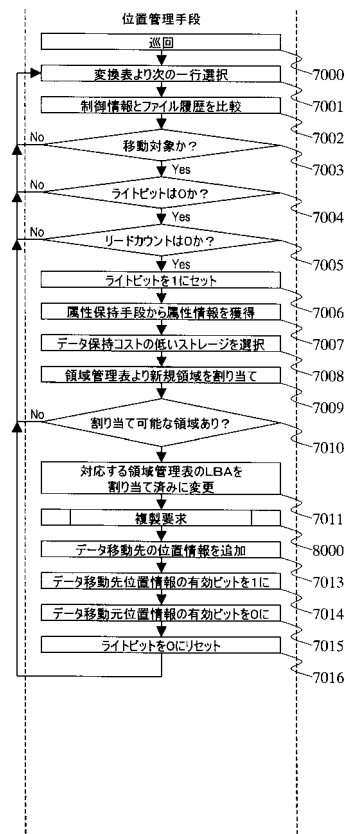 位置管理手段
巡回
7000
変換表より次の一行選択
7001
制御情報とファイル履歴を比較
7002
No
移動対象か?
7003
Yes
No
ライトビットは0か?
7004
Yes
No
リードカウントは0か?
7005
Yes
ライトビットを1にセット
7006
属性保持手段から属性情報を獲得
7007
データ保持コストの低いストレージを選択
7008
領域管理表より新規領域を割り当て
7009
No
割り当て可能な領域あり?
7010
対応する領域管理表のLBAを
割り当て済みに変更
7011
複製要求
8000
データ移動先の位置情報を追加
7013
データ移動先位置情報の有効ビットを1に
7014
データ移動元位置情報の有効ビットを0に
7015
ライトビットを0にリセット
7016